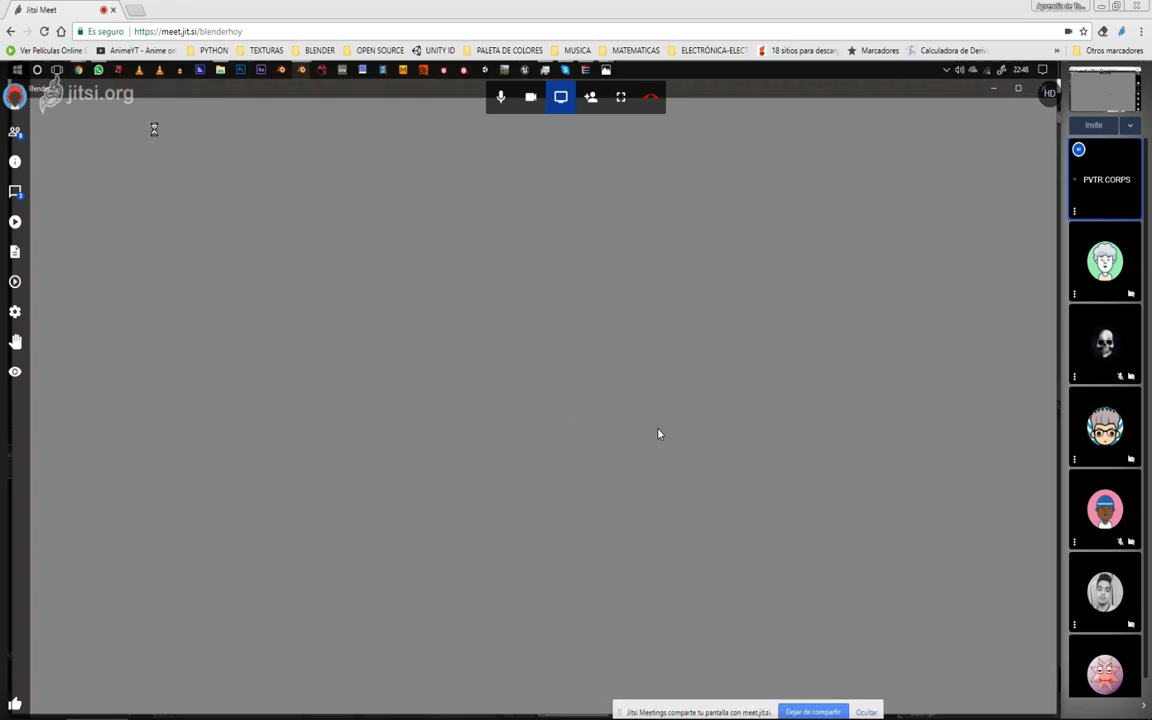 Jitsi Meet
Es seguro
https://meet.jit.si/blenderhoy
Ver Películas Online
AnimeYT - Anime on
PYTHON
TEXTURAS
BLENDER
OPEN SOURCE
UNITY ID
PALETA DE COLORES
MUSICA
MATEMATICAS
ELECTRÓNICA-ELECT
18 sitios para descarg
Marcadores
Calculadora de Deriv
Otros marcadores
22:48
Blender
jitsi.org
HD
Invite
PVTR.CORPS
Jitsi Meetings comparte tu pantalla con meet.jit.si.
Dejar de compartir
Ocultar